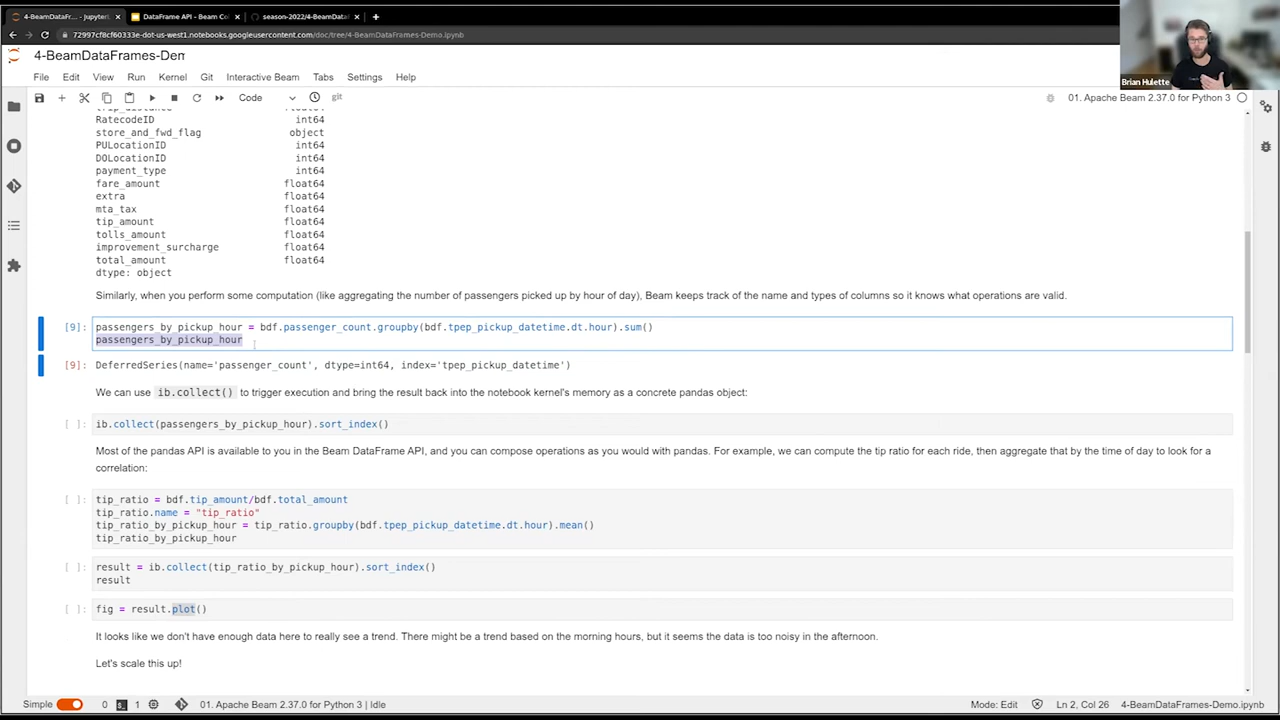 4-BeamDataFr... - JupyterL
DataFrame API - Beam Co
season-2022/4-BeamDataF
72997cf8cf60333e-dot-us-west1.notebooks.googleusercontent.com/doc/tree/4-BeamDataFrames-Demo.ipynb
4-BeamDataFrames-Dem
Brian Hulette
File Edit View Run Kernel Git Interactive Beam Tabs Settings Help
Code git 01. Apache Beam 2.37.0 for Python 3
trip_distance float64
RatecodeID int64
store_and_fwd_flag object
PULocationID int64
DOLocationID int64
payment_type int64
fare_amount float64
extra float64
mta_tax float64
tip_amount float64
tolls_amount float64
improvement_surcharge float64
total_amount float64
dtype: object
Similarly, when you perform some computation (like aggregating the number of passengers picked up by hour of day), Beam keeps track of the name and types of columns so it knows what operations are valid.
[9]: passengers_by_pickup_hour = bdf.passenger_count.groupby(bdf.tpep_pickup_datetime.dt.hour).sum()
passengers_by_pickup_hour
[9]: DeferredSeries(name='passenger_count', dtype=int64, index='tpep_pickup_datetime')
We can use ib.collect() to trigger execution and bring the result back into the notebook kernel's memory as a concrete pandas object:
[ ]: ib.collect(passengers_by_pickup_hour).sort_index()
Most of the pandas API is available to you in the Beam DataFrame API, and you can compose operations as you would with pandas. For example, we can compute the tip ratio for each ride, then aggregate that by the time of day to look for a
correlation:
[ ]: tip_ratio = bdf.tip_amount/bdf.total_amount
tip_ratio.name = "tip_ratio"
tip_ratio_by_pickup_hour = tip_ratio.groupby(bdf.tpep_pickup_datetime.dt.hour).mean()
tip_ratio_by_pickup_hour
[ ]: result = ib.collect(tip_ratio_by_pickup_hour).sort_index()
result
[ ]: fig = result.plot()
It looks like we don't have enough data here to really see a trend. There might be a trend based on the morning hours, but it seems the data is too noisy in the afternoon.
Let's scale this up!
Simple 0 1 01. Apache Beam 2.37.0 for Python 3 | Idle Mode: Edit Ln 2, Col 26 4-BeamDataFrames-Demo.ipynb